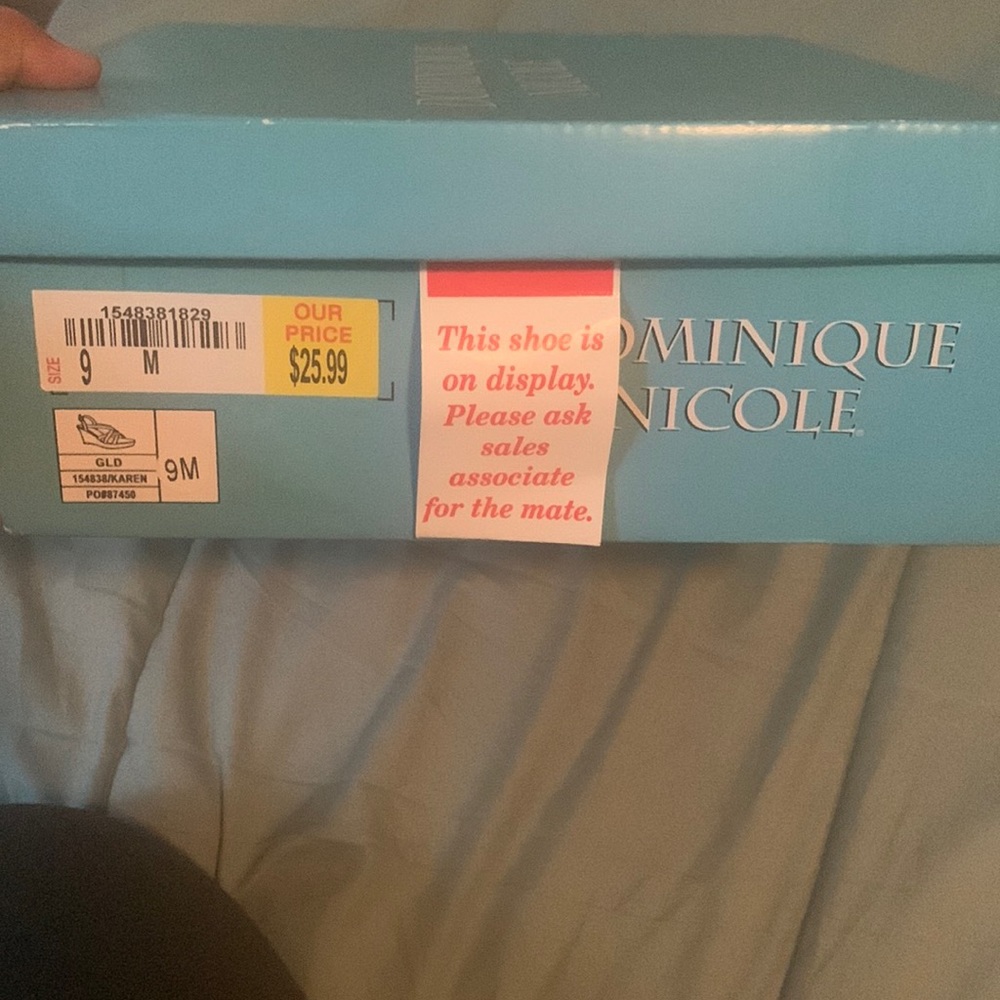 1548381829
SIZE
9 M
OUR
PRICE
$25.99
GLD
154838/KAREN
PO#87450
9M
This shoe is
on display.
Please ask
sales
associate
for the mate.
OMINIQUE
NICOLE